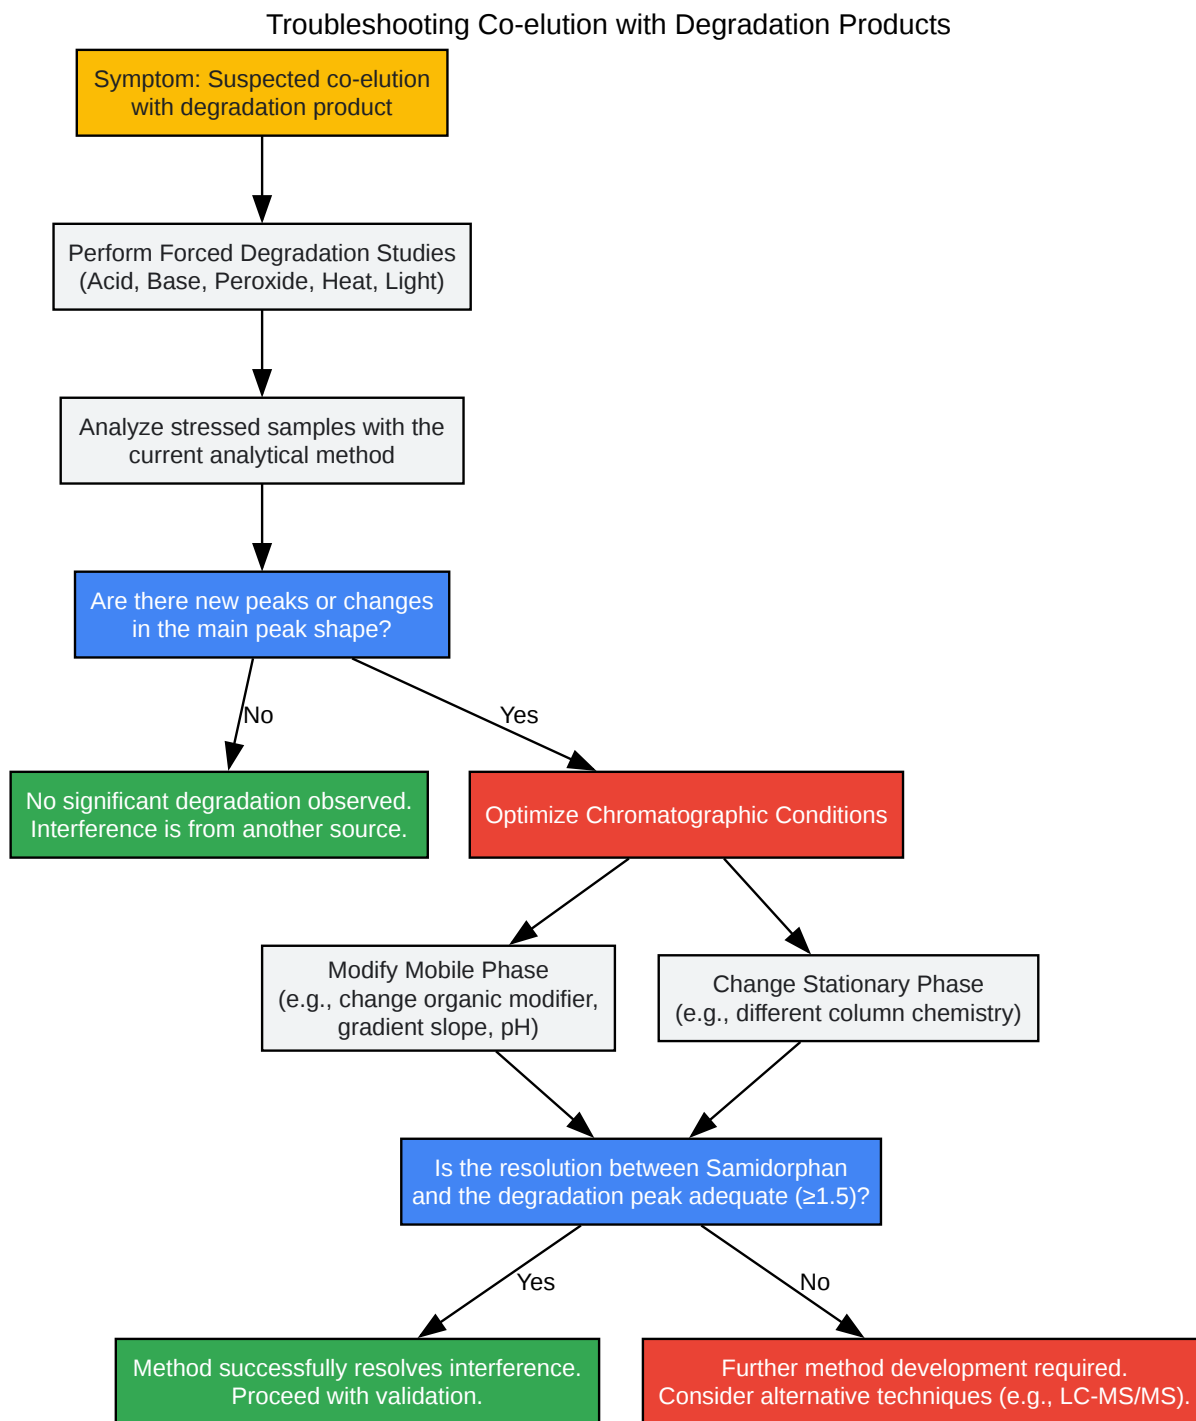 Troubleshooting Co-elution with Degradation Products
Symptom: Suspected co-elution
with degradation product
Perform Forced Degradation Studies
(Acid, Base, Peroxide, Heat, Light)
Analyze stressed samples with the
current analytical method
Are there new peaks or changes
in the main peak shape?
No
Yes
No significant degradation observed.
Interference is from another source.
Optimize Chromatographic Conditions
Modify Mobile Phase
(e.g., change organic modifier,
gradient slope, pH)
Change Stationary Phase
(e.g., different column chemistry)
Is the resolution between Samidorphan
and the degradation peak adequate (≥1.5)?
Yes
No
Method successfully resolves interference.
Proceed with validation.
Further method development required.
Consider alternative techniques (e.g., LC-MS/MS).